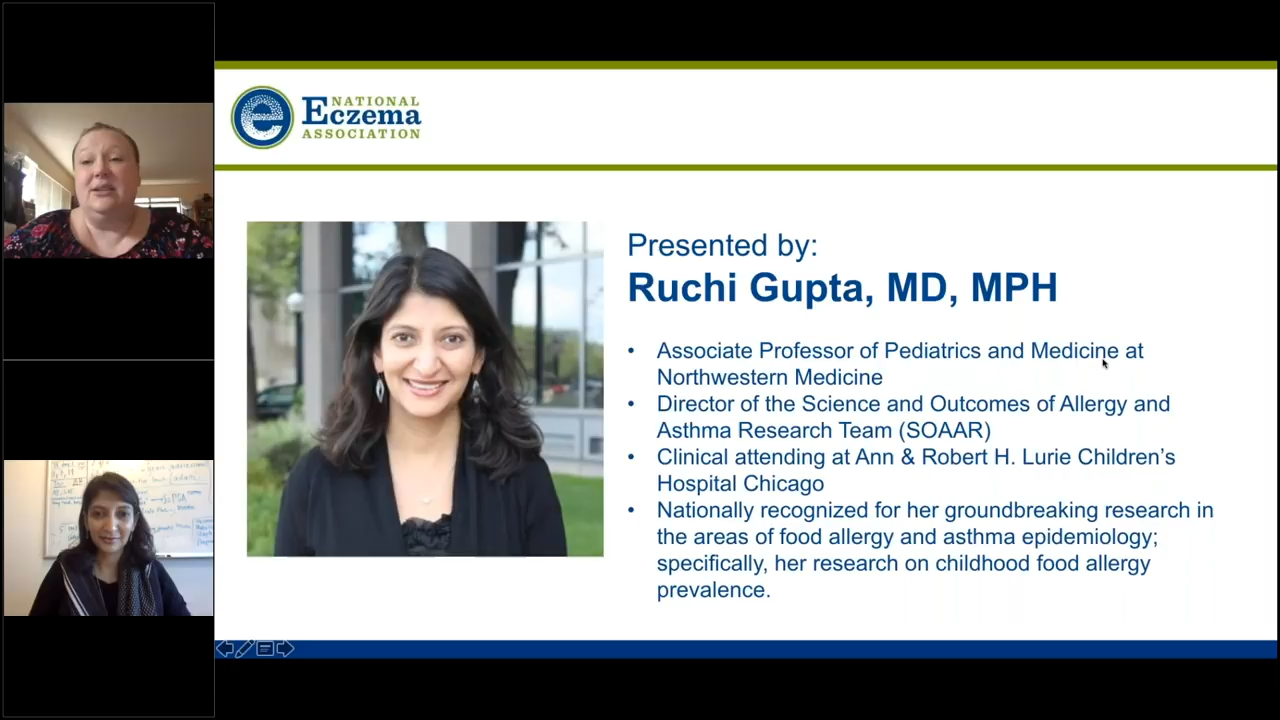 NATIONAL
Eczema
ASSOCIATION
Presented by:
Ruchi Gupta, MD, MPH
• Associate Professor of Pediatrics and Medicine at
Northwestern Medicine
• Director of the Science and Outcomes of Allergy and
Asthma Research Team (SOAAR)
• Clinical attending at Ann & Robert H. Lurie Children's
Hospital Chicago
• Nationally recognized for her groundbreaking research in
the areas of food allergy and asthma epidemiology;
specifically, her research on childhood food allergy
prevalence.